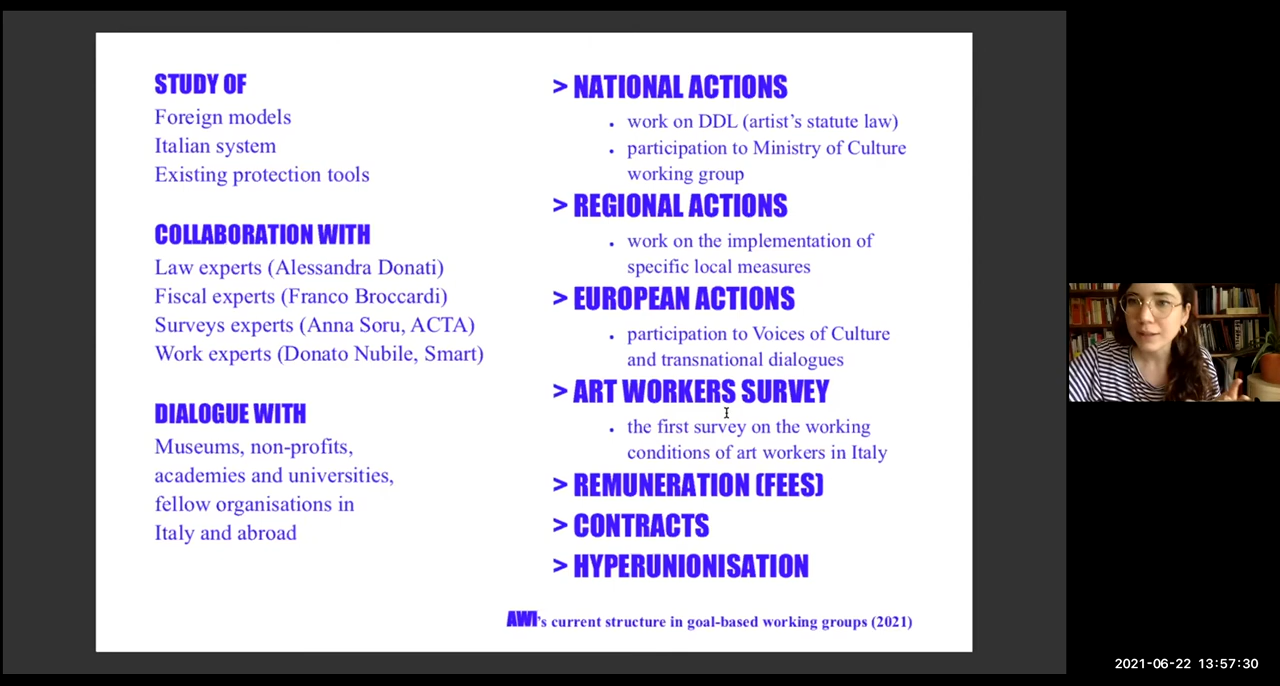 STUDY OF
Foreign models
Italian system
Existing protection tools
COLLABORATION WITH
Law experts (Alessandra Donati)
Fiscal experts (Franco Broccardi)
Surveys experts (Anna Soru, ACTA)
Work experts (Donato Nubile, Smart)
DIALOGUE WITH
Museums, non-profits,
academies and universities,
fellow organisations in
Italy and abroad
> NATIONAL ACTIONS
• work on DDL (artist’s statute law)
• participation to Ministry of Culture
working group
> REGIONAL ACTIONS
• work on the implementation of
specific local measures
> EUROPEAN ACTIONS
• participation to Voices of Culture
and transnational dialogues
> ART WORKERS SURVEY
• the first survey on the working
conditions of art workers in Italy
> REMUNERATION (FEES)
> CONTRACTS
> HYPERUNIONISATION
AWI’s current structure in goal-based working groups (2021)
2021-06-22 13:57:30